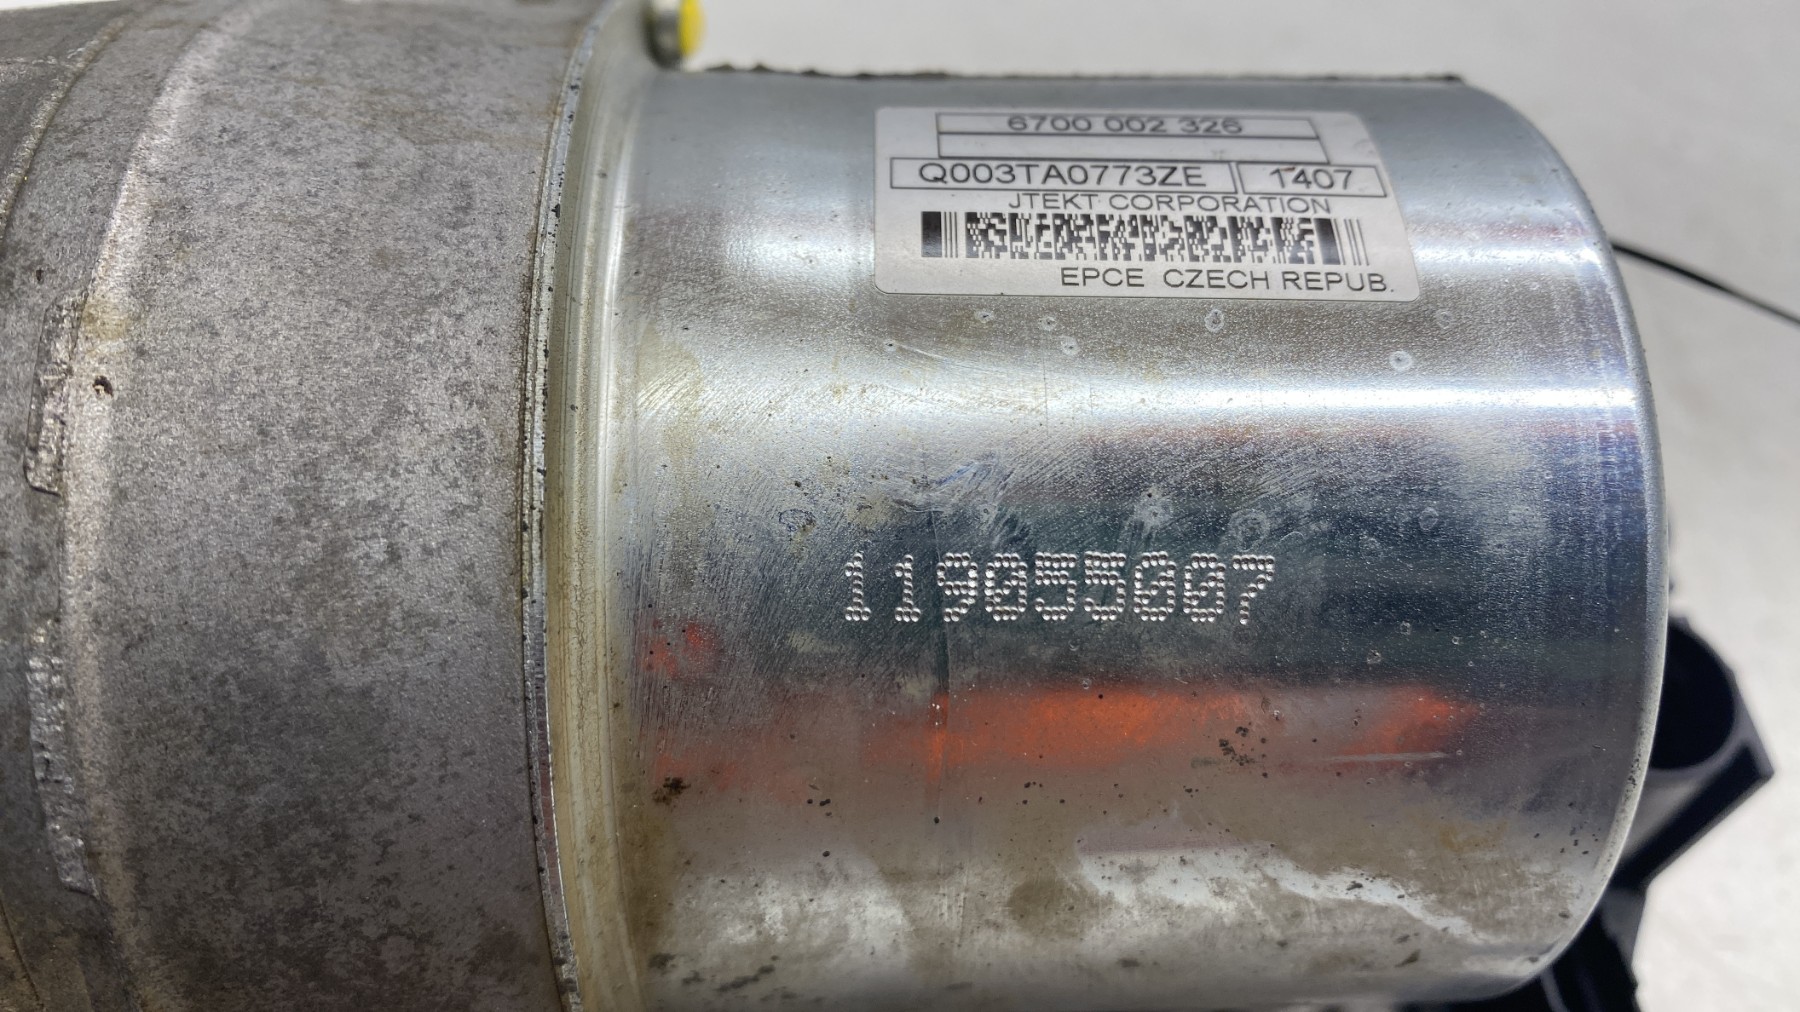 6700 002 326
Q003TA0773ZE 1407
JTEKT CORPORATION
EPCE CZECH REPUB.
119055007